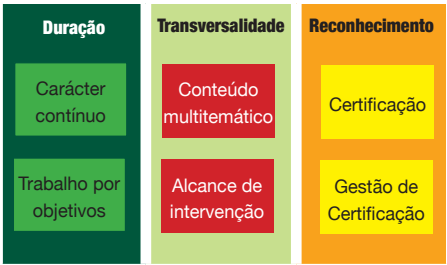 Duração
Carácter
contínuo
Trabalho por
objetivos
Transversalidade
Conteúdo
multitemático
Alcance de
intervenção
Reconhecimento
Certificação
Gestão de
Certificação